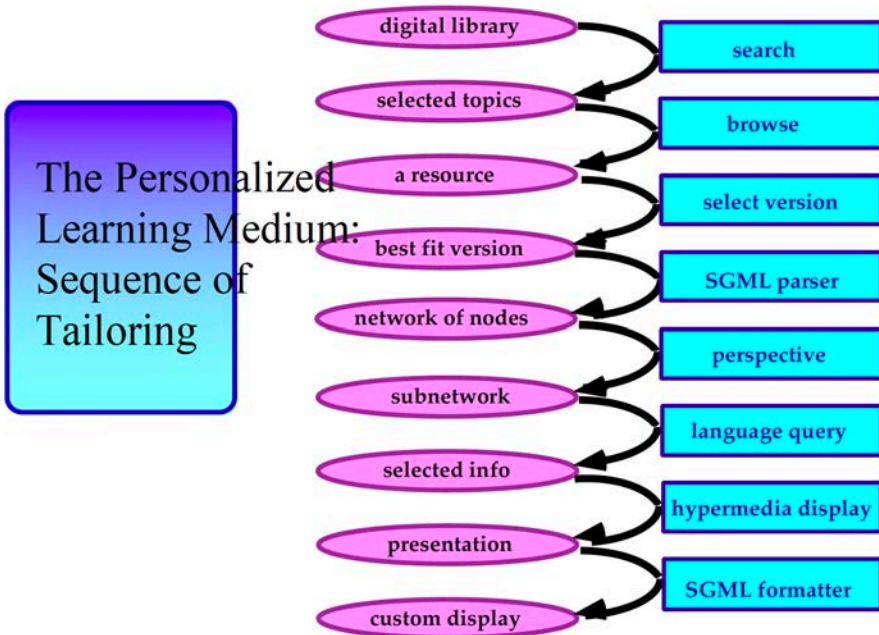 digital library
search
selected topics
browse
The Personalized
Learning Medium:
Sequence of
Tailoring
a resource
select version
best fit version
SGML parser
network of nodes
perspective
subnetwork
language query
selected info
hypermedia display
presentation
SGML formatter
custom display